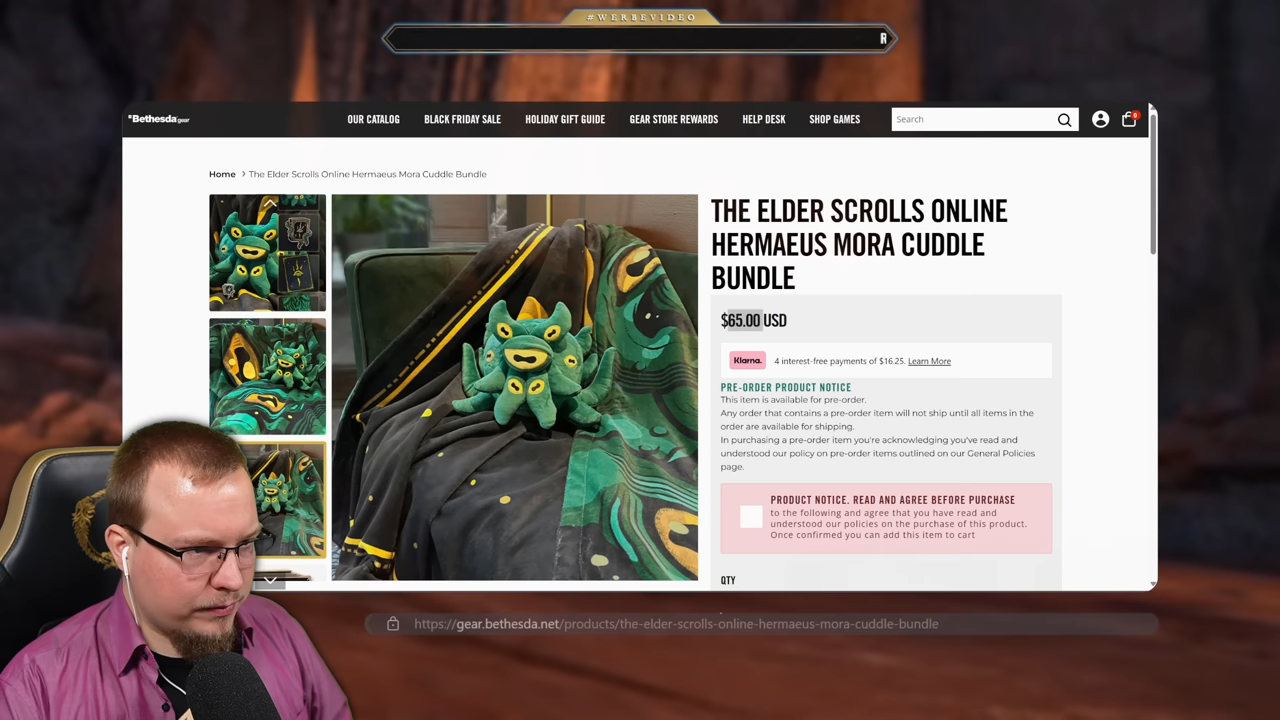 #WERBEVIDEO
R
Bethesda gear
OUR CATALOG
BLACK FRIDAY SALE
HOLIDAY GIFT GUIDE
GEAR STORE REWARDS
HELP DESK
SHOP GAMES
Search
0
Home › The Elder Scrolls Online Hermaeus Mora Cuddle Bundle
THE ELDER SCROLLS ONLINE
HERMAEUS MORA CUDDLE
BUNDLE
$65.00 USD
Klarna. 4 interest-free payments of $16.25. Learn More
PRE-ORDER PRODUCT NOTICE
This item is available for pre-order.
Any order that contains a pre-order item will not ship until all items in the
order are available for shipping.
In purchasing a pre-order item you're acknowledging you've read and
understood our policy on pre-order items outlined on our General Policies
page.
PRODUCT NOTICE. READ AND AGREE BEFORE PURCHASE
to the following and agree that you have read and
understood our policies on the purchase of this product.
Once confirmed you can add this item to cart
QTY
https://gear.bethesda.net/products/the-elder-scrolls-online-hermaeus-mora-cuddle-bundle